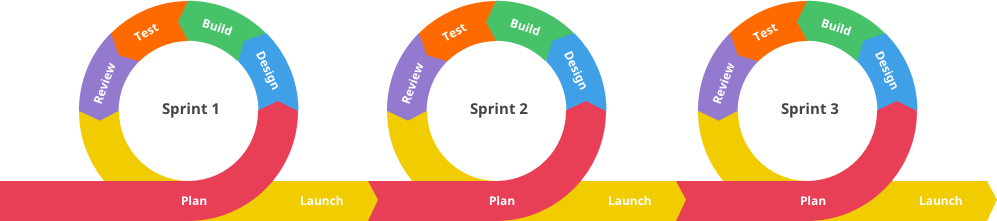 Test
Build
Review
Design
Sprint 1
Plan
Launch
Test
Build
Review
Design
Sprint 2
Plan
Launch
Test
Build
Review
Design
Sprint 3
Plan
Launch